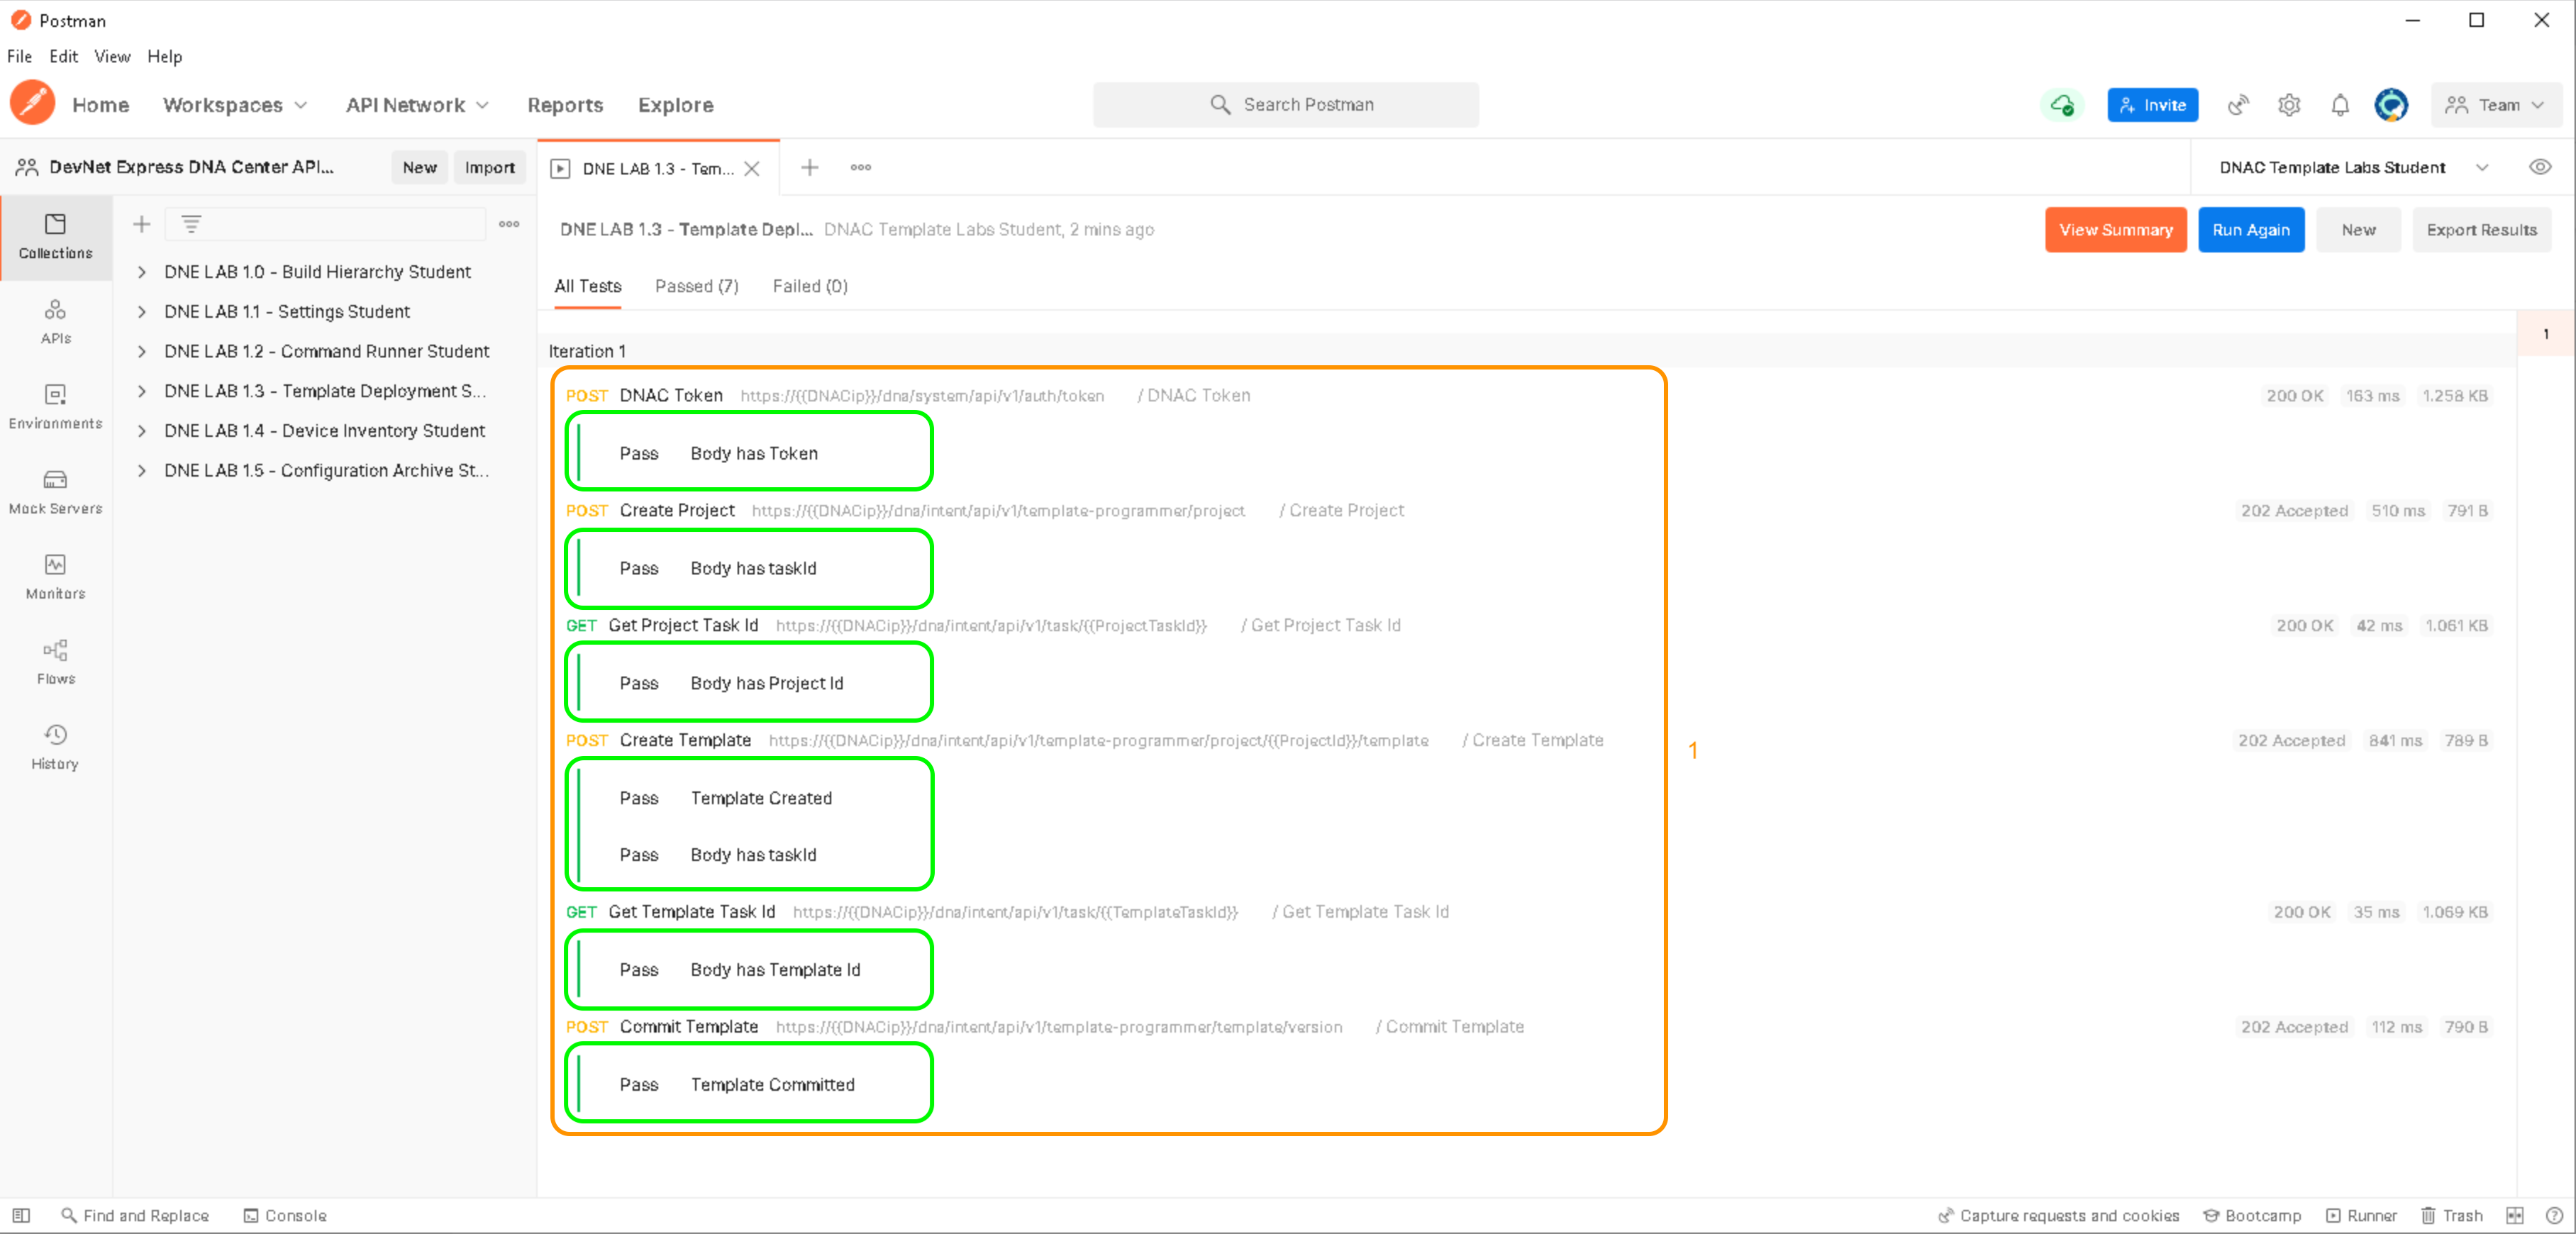 Postman
File Edit View Help
Home Workspaces API Network Reports Explore Search Postman Invite Team
DevNet Express DNA Center API... New Import DNE LAB 1.3 - Tem... DNAC Template Labs Student
Collections
APIs
Environments
Mock Servers
Monitors
Flows
History
DNE LAB 1.0 - Build Hierarchy Student
DNE LAB 1.1 - Settings Student
DNE LAB 1.2 - Command Runner Student
DNE LAB 1.3 - Template Deployment S...
DNE LAB 1.4 - Device Inventory Student
DNE LAB 1.5 - Configuration Archive St...
DNE LAB 1.3 - Template Depl... DNAC Template Labs Student, 2 mins ago View Summary Run Again New Export Results
All Tests Passed (7) Failed (0)
1
Iteration 1
POST DNAC Token https://{{DNACip}}/dna/system/api/v1/auth/token / DNAC Token 200 OK 163 ms 1.258 KB
Pass Body has Token
POST Create Project https://{{DNACip}}/dna/intent/api/v1/template-programmer/project / Create Project 202 Accepted 510 ms 791 B
Pass Body has taskId
GET Get Project Task Id https://{{DNACip}}/dna/intent/api/v1/task/{{ProjectTaskId}} / Get Project Task Id 200 OK 42 ms 1.061 KB
Pass Body has Project Id
POST Create Template https://{{DNACip}}/dna/intent/api/v1/template-programmer/project/{{ProjectId}}/template / Create Template 202 Accepted 841 ms 789 B
1
Pass Template Created
Pass Body has taskId
GET Get Template Task Id https://{{DNACip}}/dna/intent/api/v1/task/{{TemplateTaskId}} / Get Template Task Id 200 OK 35 ms 1.069 KB
Pass Body has Template Id
POST Commit Template https://{{DNACip}}/dna/intent/api/v1/template-programmer/template/version / Commit Template 202 Accepted 112 ms 790 B
Pass Template Committed
Find and Replace Console Capture requests and cookies Bootcamp Runner Trash